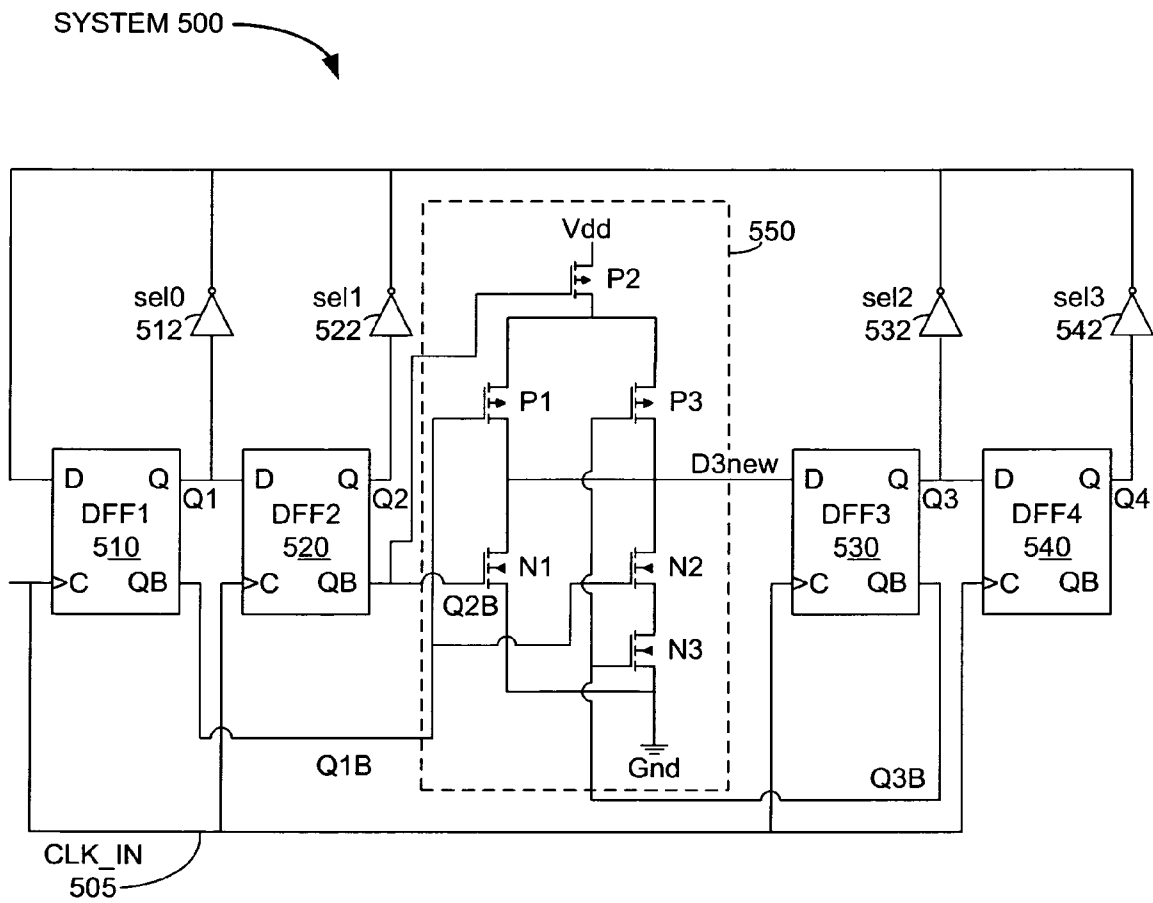 SYSTEM 500
Vdd
550
P2
sel0
512
sel1
522
sel2
532
sel3
542
P1
P3
D3new
D
Q
DFF1
510
C
QB
Q1
D
Q
DFF2
520
C
QB
Q2
Q2B
N1
N2
N3
D
Q
DFF3
530
C
QB
Q3
D
Q
DFF4
540
C
QB
Q4
Q1B
Gnd
Q3B
CLK_IN
505